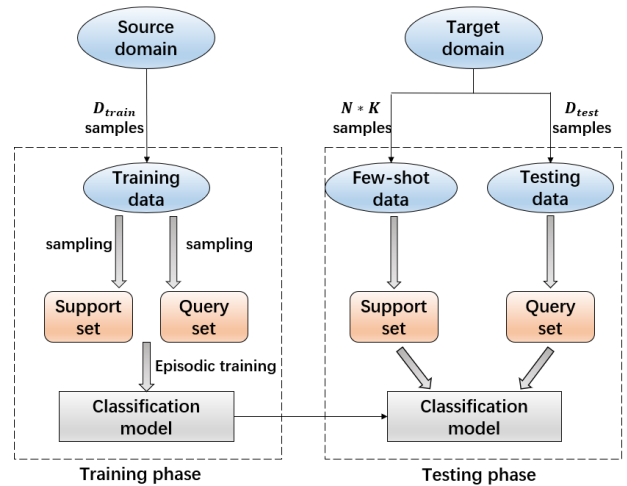 Source
domain
Target
domain
D_train
samples
N * K
samples
D_test
samples
Training
data
Few-shot
data
Testing
data
sampling
sampling
Support
set
Query
set
Support
set
Query
set
Episodic training
Classification
model
Classification
model
Training phase
Testing phase